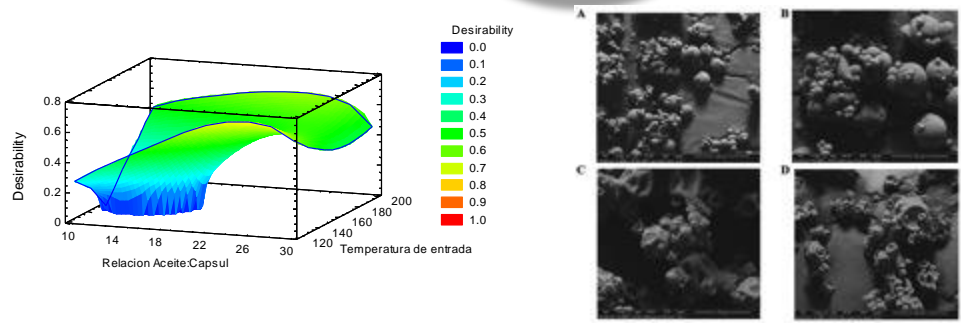 Desirability
0.0
0.1
0.2
0.3
0.4
0.5
0.6
0.7
0.8
0.9
1.0
Desirability
0.8
0.6
0.4
0.2
0
10 14 18 22 26 30
Relacion Aceite:Capsul
120 140 160 180 200
Temperatura de entrada
A
B
C
D